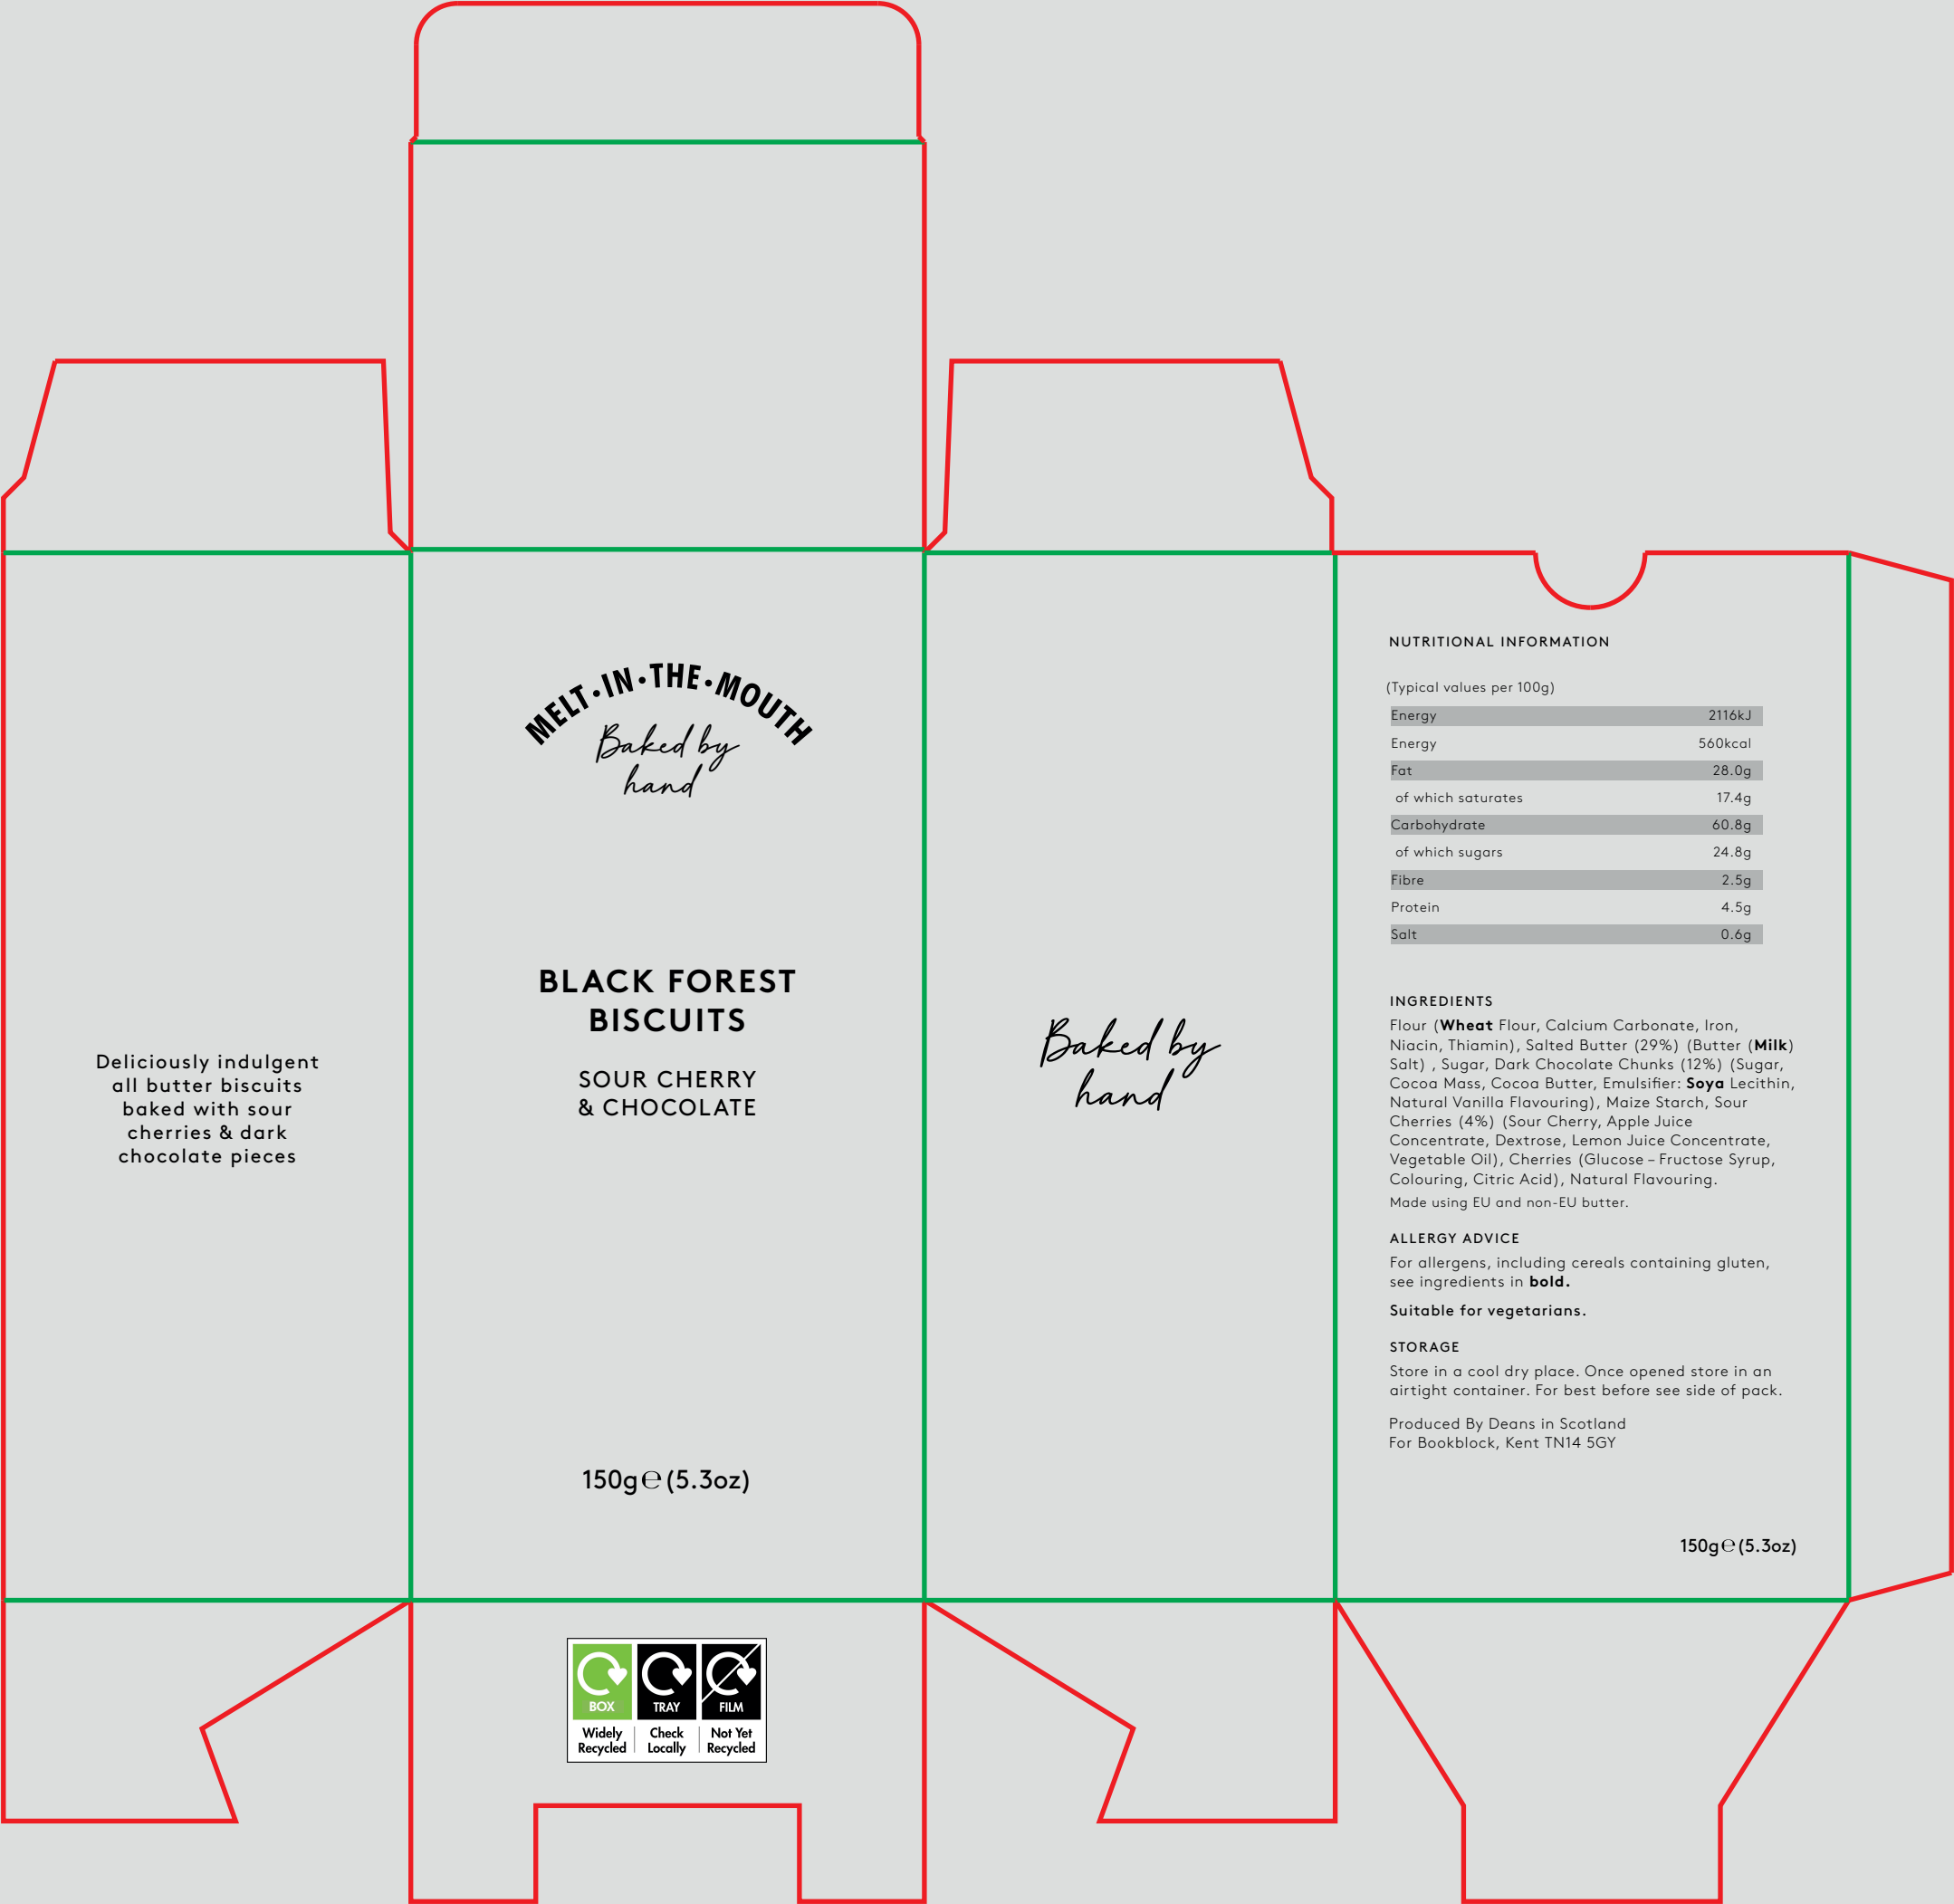 Deliciously indulgent
all butter biscuits
baked with sour
cherries & dark
chocolate pieces
MELT·IN·THE·MOUTH
Baked by
hand
BLACK FOREST
BISCUITS
SOUR CHERRY
& CHOCOLATE
150g℮(5.3oz)
Baked by
hand
NUTRITIONAL INFORMATION
(Typical values per 100g)
Energy 2116kJ
Energy 560kcal
Fat 28.0g
of which saturates 17.4g
Carbohydrate 60.8g
of which sugars 24.8g
Fibre 2.5g
Protein 4.5g
Salt 0.6g
INGREDIENTS
Flour (Wheat Flour, Calcium Carbonate, Iron,
Niacin, Thiamin), Salted Butter (29%) (Butter (Milk)
Salt) , Sugar, Dark Chocolate Chunks (12%) (Sugar,
Cocoa Mass, Cocoa Butter, Emulsifier: Soya Lecithin,
Natural Vanilla Flavouring), Maize Starch, Sour
Cherries (4%) (Sour Cherry, Apple Juice
Concentrate, Dextrose, Lemon Juice Concentrate,
Vegetable Oil), Cherries (Glucose – Fructose Syrup,
Colouring, Citric Acid), Natural Flavouring.
Made using EU and non-EU butter.
ALLERGY ADVICE
For allergens, including cereals containing gluten,
see ingredients in bold.
Suitable for vegetarians.
STORAGE
Store in a cool dry place. Once opened store in an
airtight container. For best before see side of pack.
Produced By Deans in Scotland
For Bookblock, Kent TN14 5GY
150g℮(5.3oz)
BOX TRAY FILM
Widely Check Not Yet
Recycled Locally Recycled